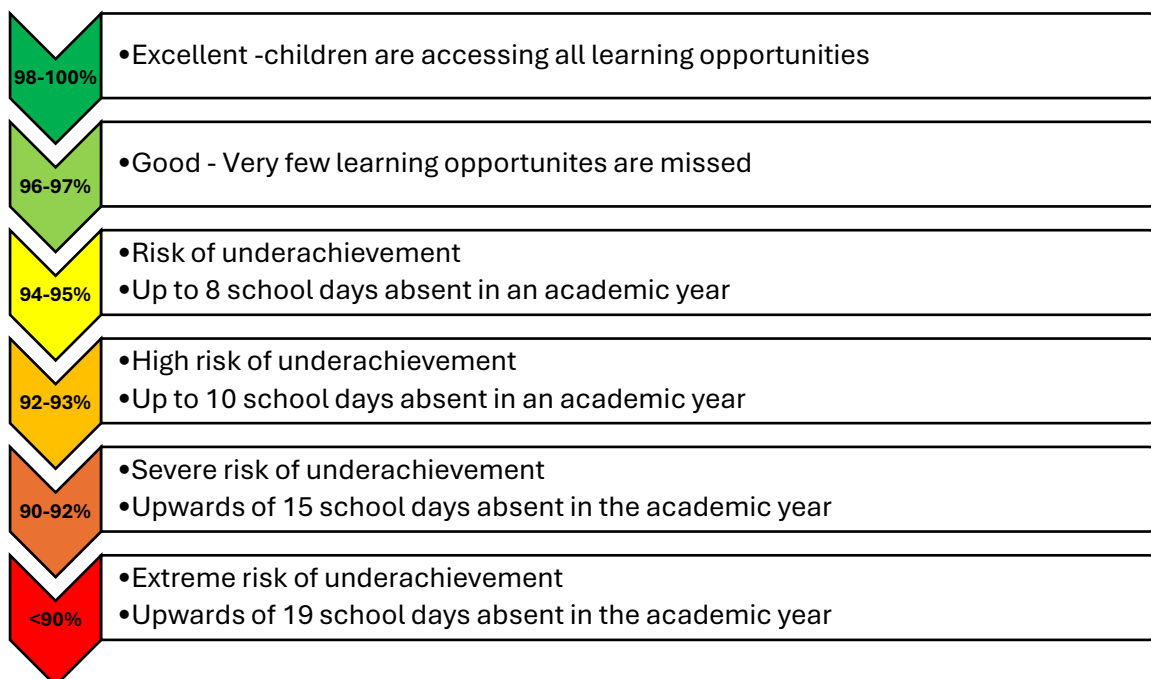 98-100%
•Excellent -children are accessing all learning opportunities
96-97%
•Good - Very few learning opportunites are missed
94-95%
•Risk of underachievement
•Up to 8 school days absent in an academic year
92-93%
•High risk of underachievement
•Up to 10 school days absent in an academic year
90-92%
•Severe risk of underachievement
•Upwards of 15 school days absent in the academic year
<90%
•Extreme risk of underachievement
•Upwards of 19 school days absent in the academic year